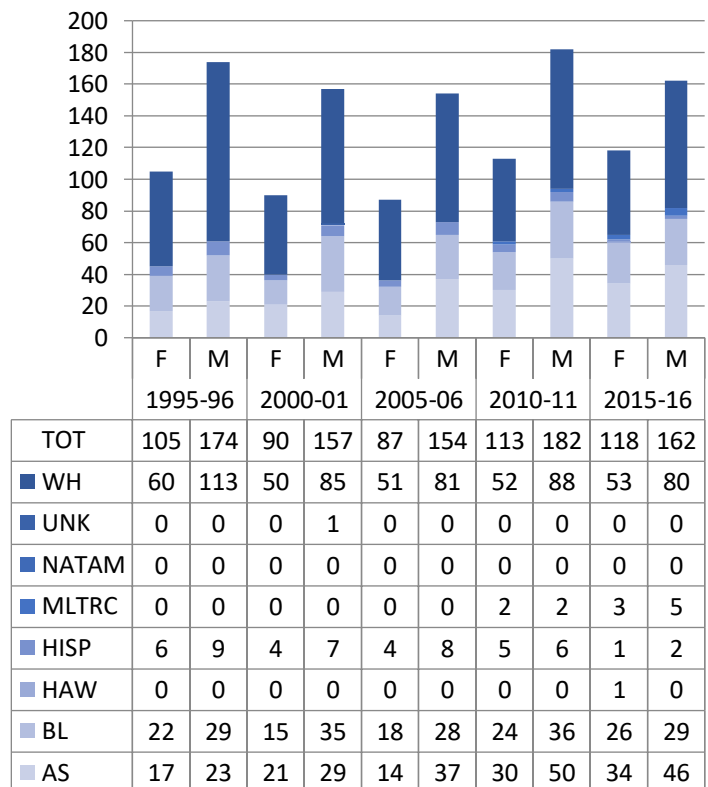 200
180
160
140
120
100
80
60
40
20
0
F M F M F M F M F M
1995-96 2000-01 2005-06 2010-11 2015-16
TOT 105 174 90 157 87 154 113 182 118 162
WH 60 113 50 85 51 81 52 88 53 80
UNK 0 0 0 1 0 0 0 0 0 0
NATAM 0 0 0 0 0 0 0 0 0 0
MLTRC 0 0 0 0 0 0 2 2 3 5
HISP 6 9 4 7 4 8 5 6 1 2
HAW 0 0 0 0 0 0 0 0 1 0
BL 22 29 15 35 18 28 24 36 26 29
AS 17 23 21 29 14 37 30 50 34 46